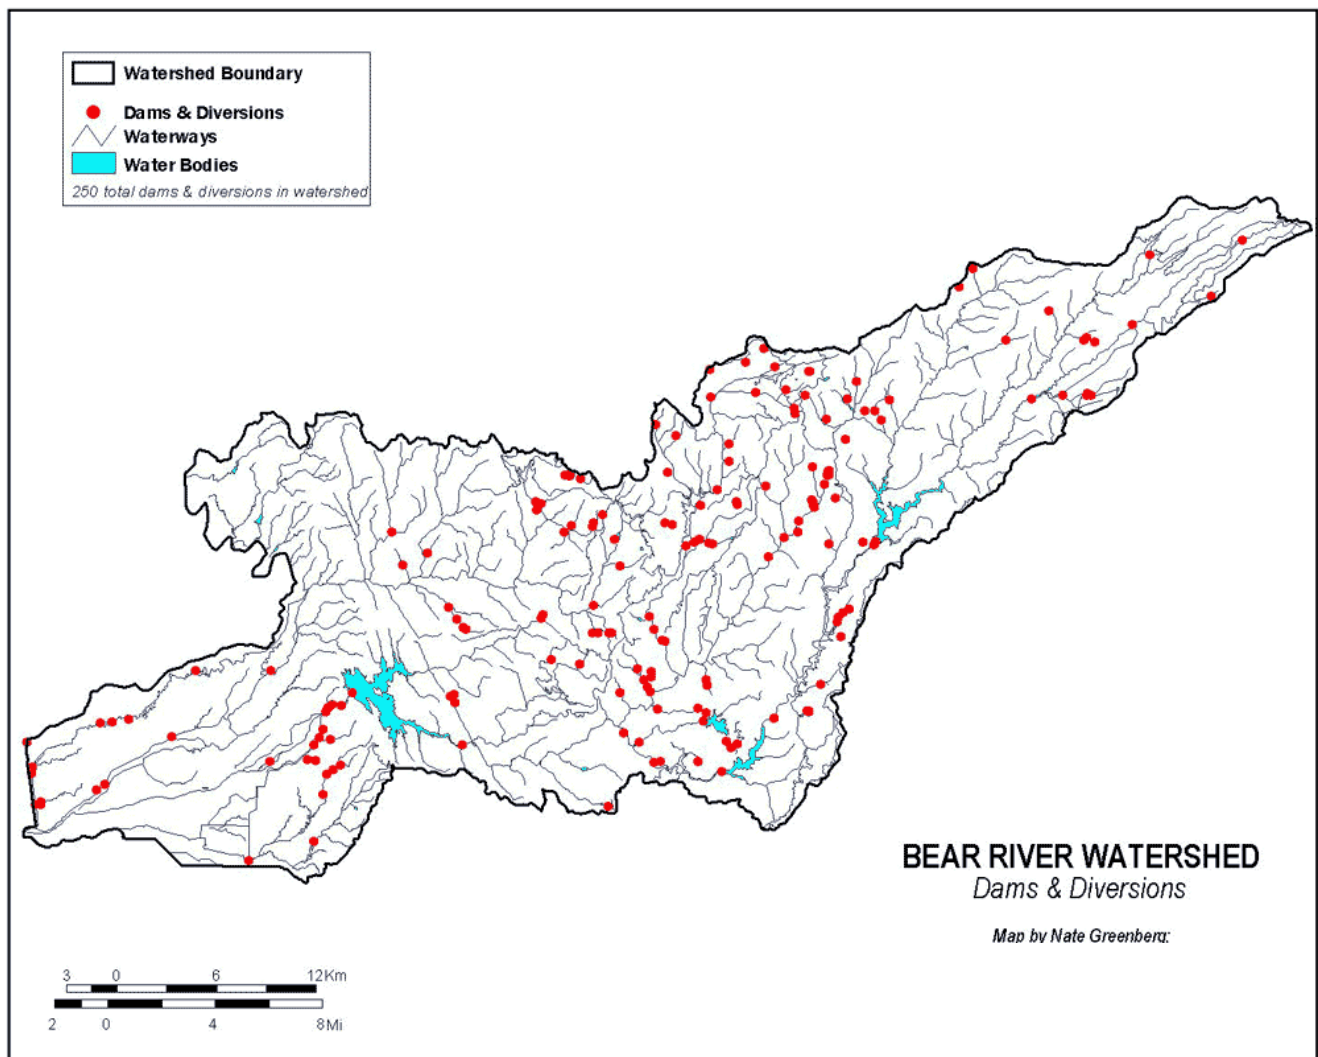 Watershed Boundary
Dams & Diversions
Waterways
Water Bodies
250 total dams & diversions in watershed
BEAR RIVER WATERSHED
Dams & Diversions
Map by Nate Greenberg:
3 0 6 12Km
2 0 4 8Mi